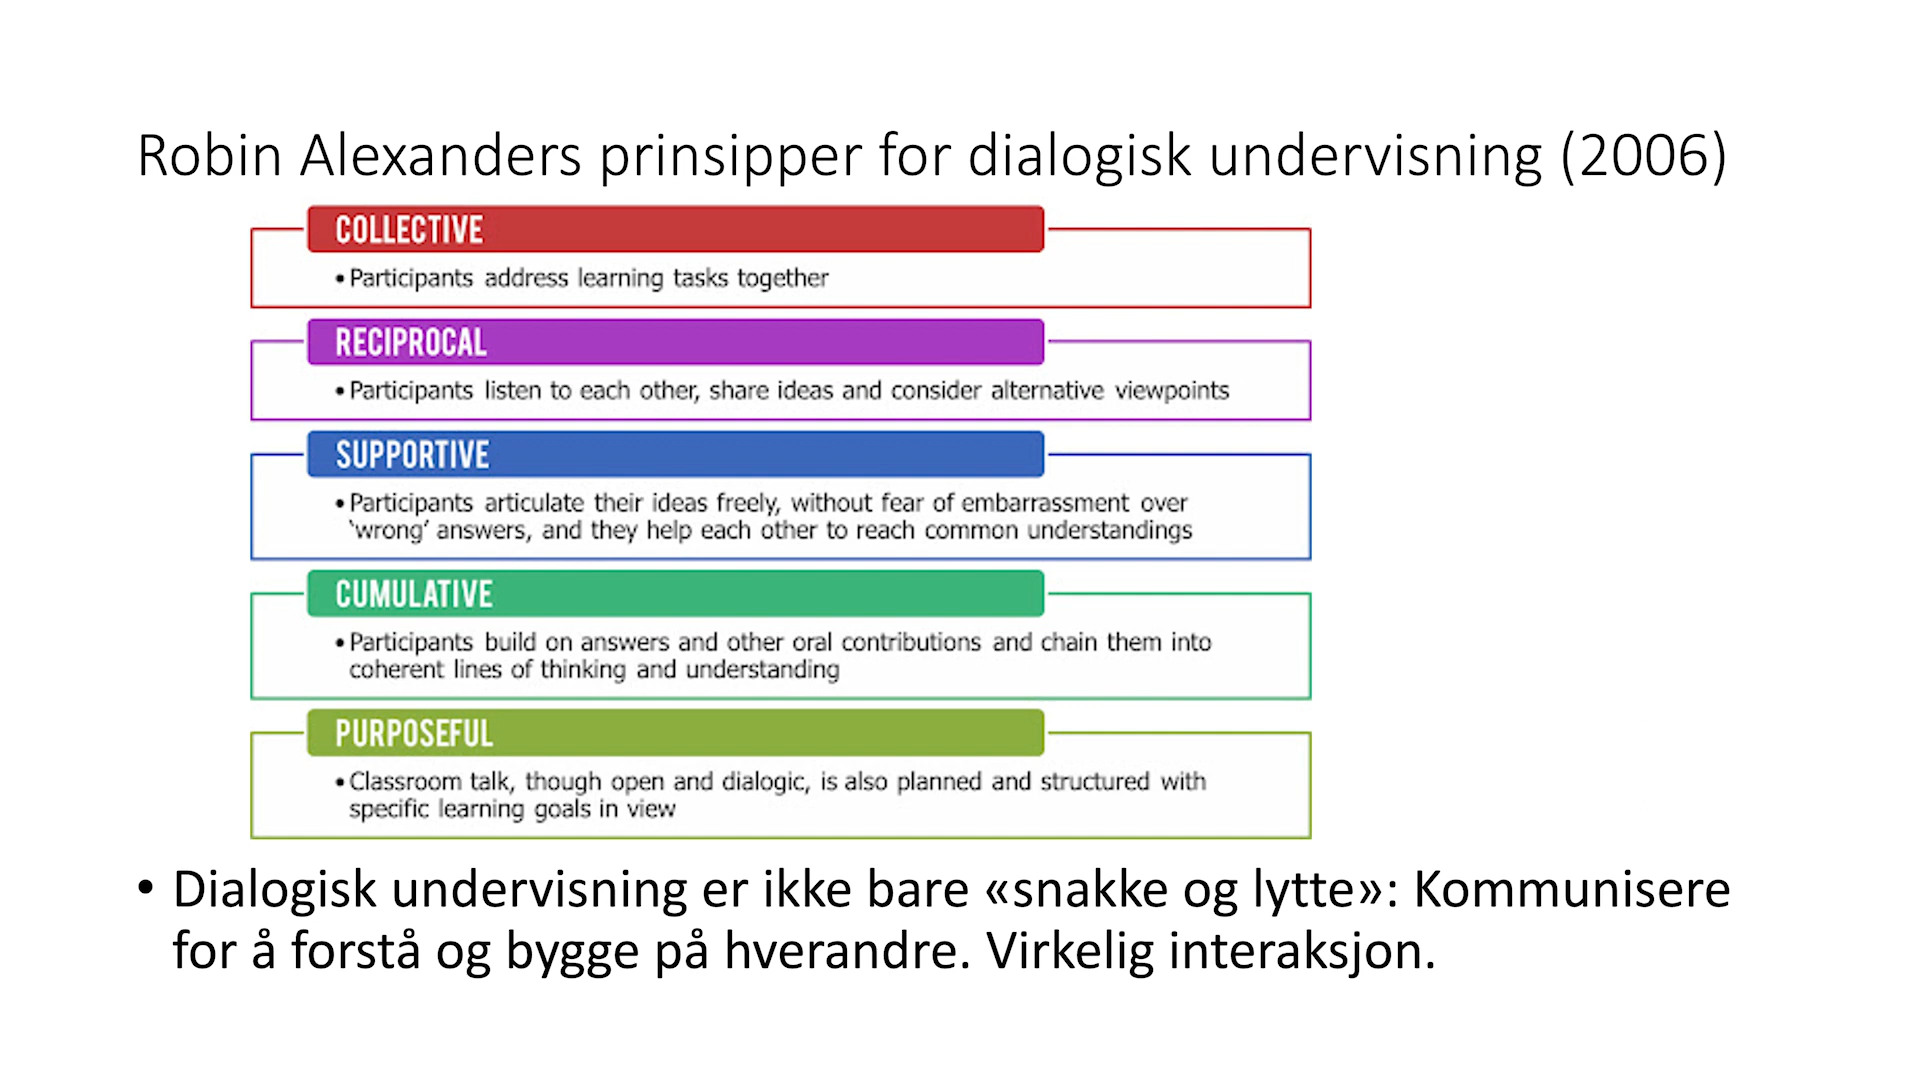 Robin Alexanders prinsipper for dialogisk undervisning (2006)
COLLECTIVE
•Participants address learning tasks together
RECIPROCAL
•Participants listen to each other, share ideas and consider alternative viewpoints
SUPPORTIVE
•Participants articulate their ideas freely, without fear of embarrassment over
‘wrong’ answers, and they help each other to reach common understandings
CUMULATIVE
•Participants build on answers and other oral contributions and chain them into
coherent lines of thinking and understanding
PURPOSEFUL
•Classroom talk, though open and dialogic, is also planned and structured with
specific learning goals in view
• Dialogisk undervisning er ikke bare «snakke og lytte»: Kommunisere
for å forstå og bygge på hverandre. Virkelig interaksjon.